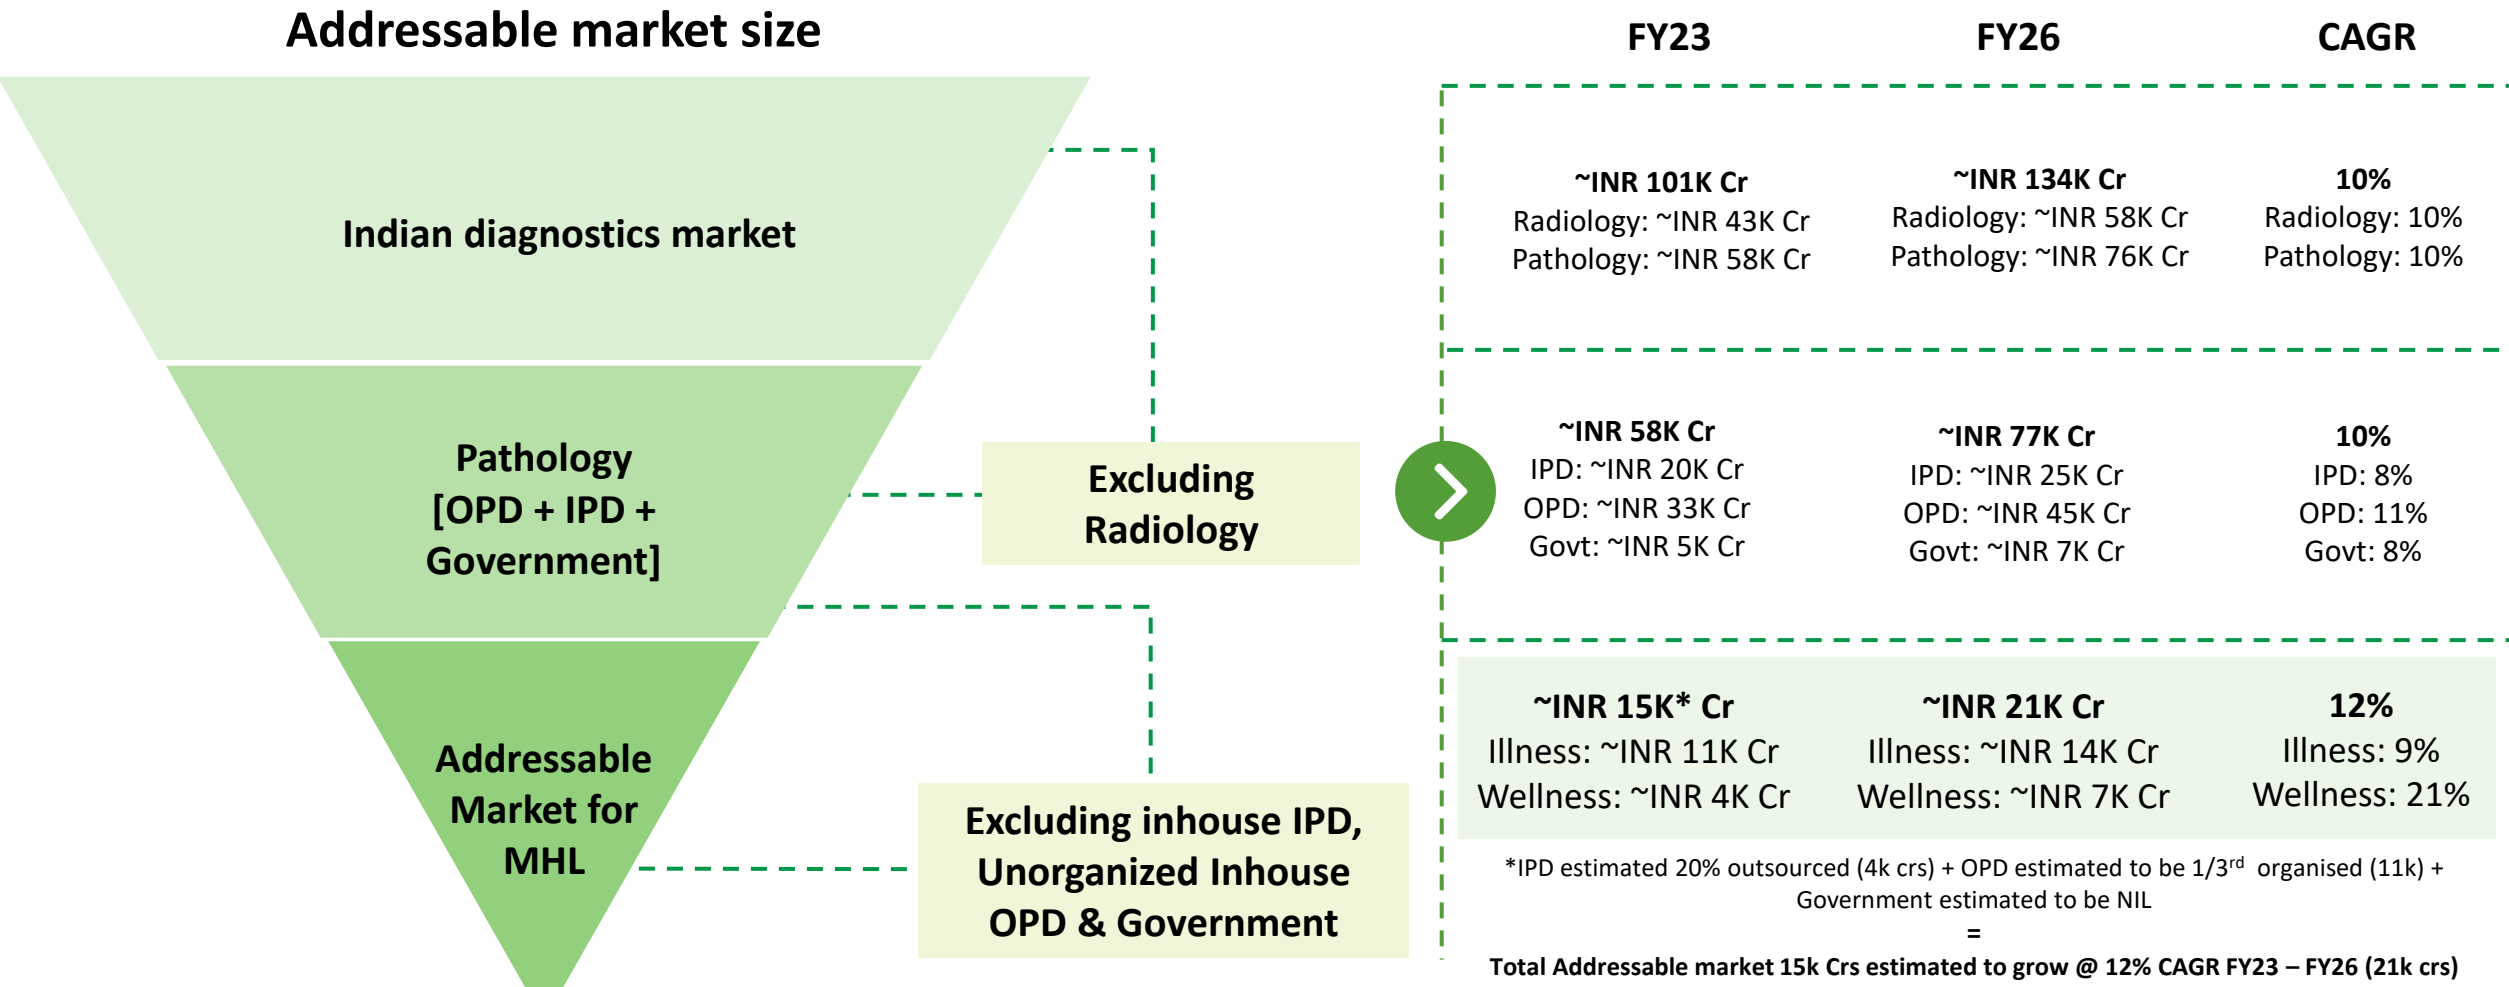 Addressable market size
FY23
FY26
CAGR
Indian diagnostics market
~INR 101K Cr
Radiology: ~INR 43K Cr
Pathology: ~INR 58K Cr
~INR 134K Cr
Radiology: ~INR 58K Cr
Pathology: ~INR 76K Cr
10%
Radiology: 10%
Pathology: 10%
Pathology
[OPD + IPD +
Government]
Excluding
Radiology
~INR 58K Cr
IPD: ~INR 20K Cr
OPD: ~INR 33K Cr
Govt: ~INR 5K Cr
~INR 77K Cr
IPD: ~INR 25K Cr
OPD: ~INR 45K Cr
Govt: ~INR 7K Cr
10%
IPD: 8%
OPD: 11%
Govt: 8%
Addressable
Market for
MHL
Excluding inhouse IPD,
Unorganized Inhouse
OPD & Government
~INR 15K* Cr
Illness: ~INR 11K Cr
Wellness: ~INR 4K Cr
~INR 21K Cr
Illness: ~INR 14K Cr
Wellness: ~INR 7K Cr
12%
Illness: 9%
Wellness: 21%
*IPD estimated 20% outsourced (4k crs) + OPD estimated to be 1/3rd organised (11k) +
Government estimated to be NIL
=
Total Addressable market 15k Crs estimated to grow @ 12% CAGR FY23 – FY26 (21k crs)